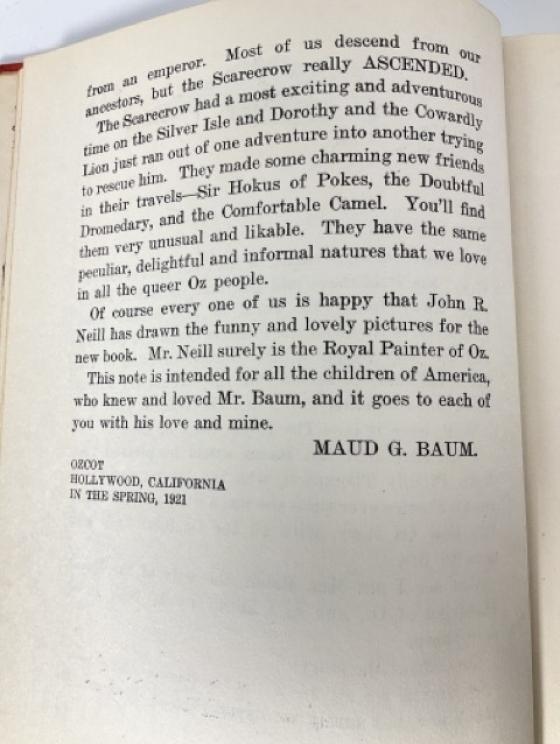 from an emperor. Most of us descend from our
ancestors, but the Scarecrow really ASCENDED.
The Scarecrow had a most exciting and adventurous
time on the Silver Isle and Dorothy and the Cowardly
Lion just ran out of one adventure into another trying
to rescue him. They made some charming new friends
in their travels—Sir Hokus of Pokes, the Doubtful
Dromedary, and the Comfortable Camel. You'll find
them very unusual and likable. They have the same
peculiar, delightful and informal natures that we love
in all the queer Oz people.
Of course every one of us is happy that John R.
Neill has drawn the funny and lovely pictures for the
new book. Mr. Neill surely is the Royal Painter of Oz.
This note is intended for all the children of America,
who knew and loved Mr. Baum, and it goes to each of
you with his love and mine.
MAUD G. BAUM.
OZCOT
HOLLYWOOD, CALIFORNIA
IN THE SPRING, 1921